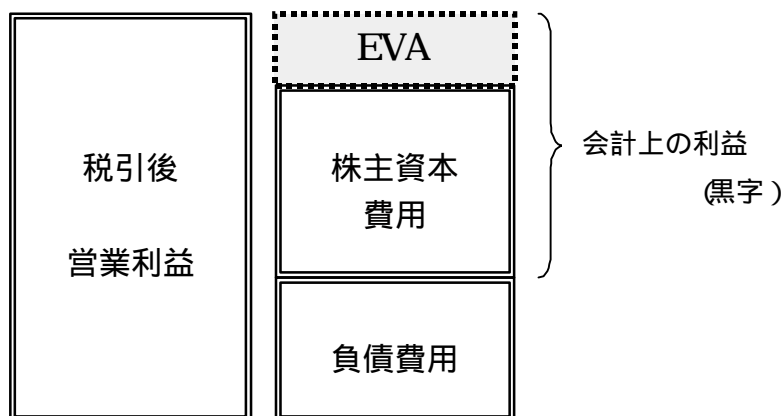 税引後
営業利益
EVA
株主資本
費用
負債費用
会計上の利益
(黒字)